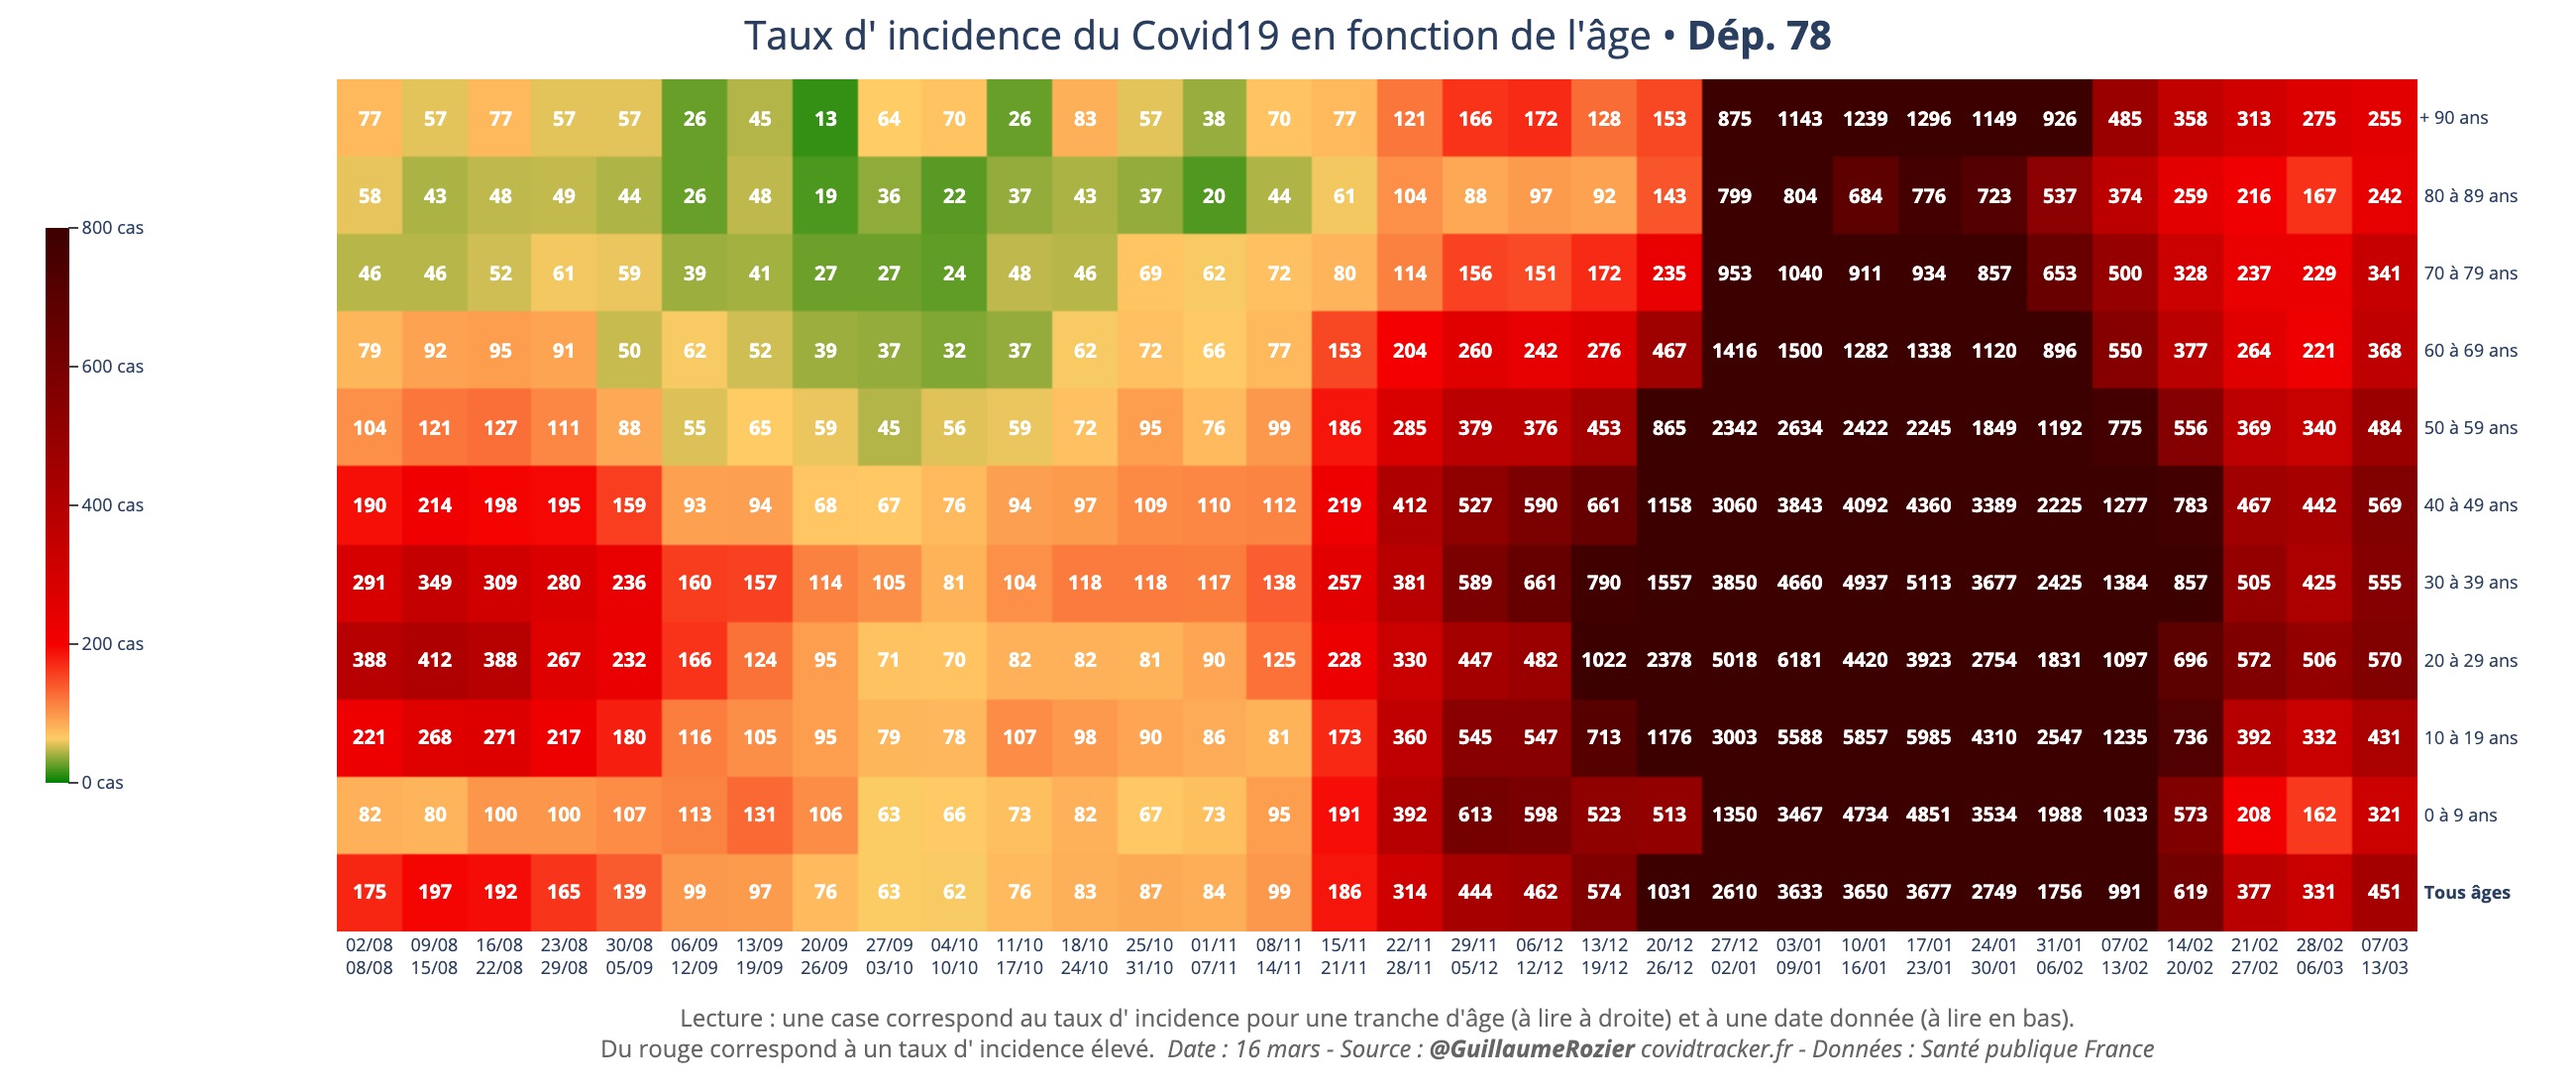 Taux d' incidence du Covid19 en fonction de l'âge • Dép. 78
77 57 77 57 57 26 45 13 64 70 26 83 57 38 70 77 121 166 172 128 153 875 1143 1239 1296 1149 926 485 358 313 275 255 + 90 ans
58 43 48 49 44 26 48 19 36 22 37 43 37 20 44 61 104 88 97 92 143 799 804 684 776 723 537 374 259 216 167 242 80 à 89 ans
800 cas
46 46 52 61 59 39 41 27 27 24 48 46 69 62 72 80 114 156 151 172 235 953 1040 911 934 857 653 500 328 237 229 341 70 à 79 ans
79 92 95 91 50 62 52 39 37 32 37 62 72 66 77 153 204 260 242 276 467 1416 1500 1282 1338 1120 896 550 377 264 221 368 60 à 69 ans
600 cas
104 121 127 111 88 55 65 59 45 56 59 72 95 76 99 186 285 379 376 453 865 2342 2634 2422 2245 1849 1192 775 556 369 340 484 50 à 59 ans
400 cas
190 214 198 195 159 93 94 68 67 76 94 97 109 110 112 219 412 527 590 661 1158 3060 3843 4092 4360 3389 2225 1277 783 467 442 569 40 à 49 ans
291 349 309 280 236 160 157 114 105 81 104 118 118 117 138 257 381 589 661 790 1557 3850 4660 4937 5113 3677 2425 1384 857 505 425 555 30 à 39 ans
200 cas
388 412 388 267 232 166 124 95 71 70 82 82 81 90 125 228 330 447 482 1022 2378 5018 6181 4420 3923 2754 1831 1097 696 572 506 570 20 à 29 ans
221 268 271 217 180 116 105 95 79 78 107 98 90 86 81 173 360 545 547 713 1176 3003 5588 5857 5985 4310 2547 1235 736 392 332 431 10 à 19 ans
0 cas
82 80 100 100 107 113 131 106 63 66 73 82 67 73 95 191 392 613 598 523 513 1350 3467 4734 4851 3534 1988 1033 573 208 162 321 0 à 9 ans
175 197 192 165 139 99 97 76 63 62 76 83 87 84 99 186 314 444 462 574 1031 2610 3633 3650 3677 2749 1756 991 619 377 331 451 Tous âges
02/08 09/08 16/08 23/08 30/08 06/09 13/09 20/09 27/09 04/10 11/10 18/10 25/10 01/11 08/11 15/11 22/11 29/11 06/12 13/12 20/12 27/12 03/01 10/01 17/01 24/01 31/01 07/02 14/02 21/02 28/02 07/03
08/08 15/08 22/08 29/08 05/09 12/09 19/09 26/09 03/10 10/10 17/10 24/10 31/10 07/11 14/11 21/11 28/11 05/12 12/12 19/12 26/12 02/01 09/01 16/01 23/01 30/01 06/02 13/02 20/02 27/02 06/03 13/03
Lecture : une case correspond au taux d' incidence pour une tranche d'âge (à lire à droite) et à une date donnée (à lire en bas).
Du rouge correspond à un taux d' incidence élevé. Date : 16 mars - Source : @GuillaumeRozier covidtracker.fr - Données : Santé publique France